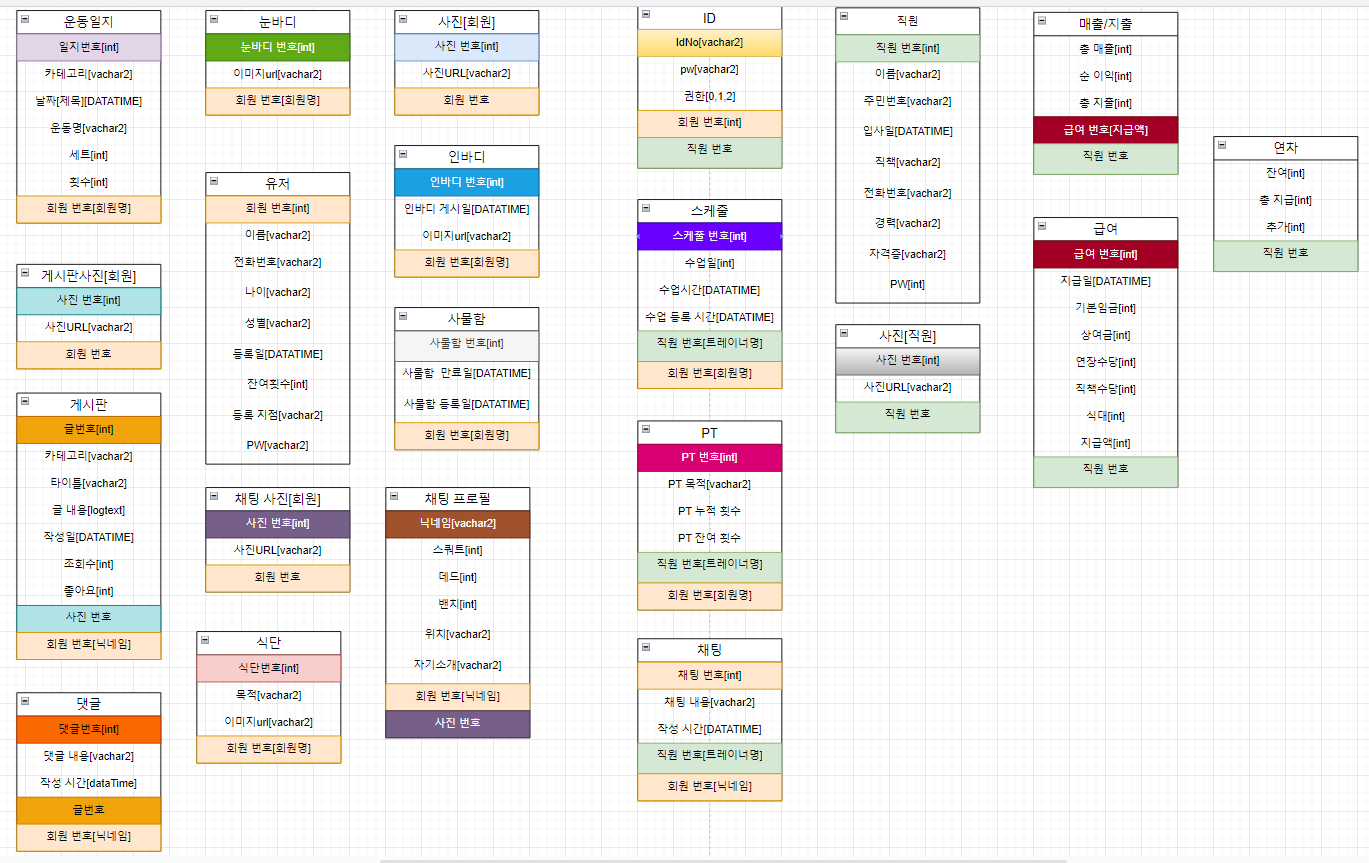 운동일지
일지번호[int]
카테고리[vachar2]
날짜[제목][DATATIME]
운동명[vachar2]
세트[int]
횟수[int]
회원 번호[회원명]
게시판사진[회원]
사진 번호[int]
사진URL[vachar2]
회원 번호
게시판
글번호[int]
카테고리[vachar2]
타이틀[vachar2]
글 내용[logtext]
작성일[DATATIME]
조회수[int]
좋아요[int]
사진 번호
회원 번호[닉네임]
댓글
댓글번호[int]
댓글 내용[vachar2]
작성 시간[dataTime]
글번호
회원 번호[닉네임]
눈바디
눈바디 번호[int]
이미지url[vachar2]
회원 번호[회원명]
유저
회원 번호[int]
이름[vachar2]
전화번호[vachar2]
나이[vachar2]
성별[vachar2]
등록일[DATATIME]
잔여횟수[int]
등록 지점[vachar2]
PW[vachar2]
채팅 사진[회원]
사진 번호[int]
사진URL[vachar2]
회원 번호
식단
식단번호[int]
목적[vachar2]
이미지url[vachar2]
회원 번호[회원명]
사진[회원]
사진 번호[int]
사진URL[vachar2]
회원 번호
인바디
인바디 번호[int]
인바디 게시일[DATATIME]
이미지url[vachar2]
회원 번호[회원명]
사물함
사물함 번호[int]
사물함 만료일[DATATIME]
사물함 등록일[DATATIME]
회원 번호[회원명]
채팅 프로필
닉네임[vachar2]
스쿼트[int]
데드[int]
밴치[int]
위치[vachar2]
자기소개[vachar2]
회원 번호[닉네임]
사진 번호
ID
IdNo[vachar2]
pw[vachar2]
권한[0,1,2]
회원 번호[int]
직원 번호
스케줄
스케줄 번호[int]
수업일[int]
수업시간[DATATIME]
수업 등록 시간[DATATIME]
직원 번호[트레이너명]
회원 번호[회원명]
PT
PT 번호[int]
PT 목적[vachar2]
PT 누적 횟수
PT 잔여 횟수
직원 번호[트레이너명]
회원 번호[회원명]
채팅
채팅 번호[int]
채팅 내용[vachar2]
작성 시간[DATATIME]
직원 번호[트레이너명]
회원 번호[닉네임]
직원
직원 번호[int]
이름[vachar2]
주민번호[vachar2]
입사일[DATATIME]
직책[vachar2]
전화번호[vachar2]
경력[vachar2]
자격증[vachar2]
PW[int]
사진[직원]
사진 번호[int]
사진URL[vachar2]
직원 번호
매출/지출
총 매출[int]
순 이익[int]
총 지출[int]
급여 번호[지급액]
직원 번호
급여
급여 번호[int]
지급일[DATATIME]
기본임금[int]
상여금[int]
연장수당[int]
직책수당[int]
식대[int]
지급액[int]
직원 번호
연차
잔여[int]
총 지급[int]
추가[int]
직원 번호